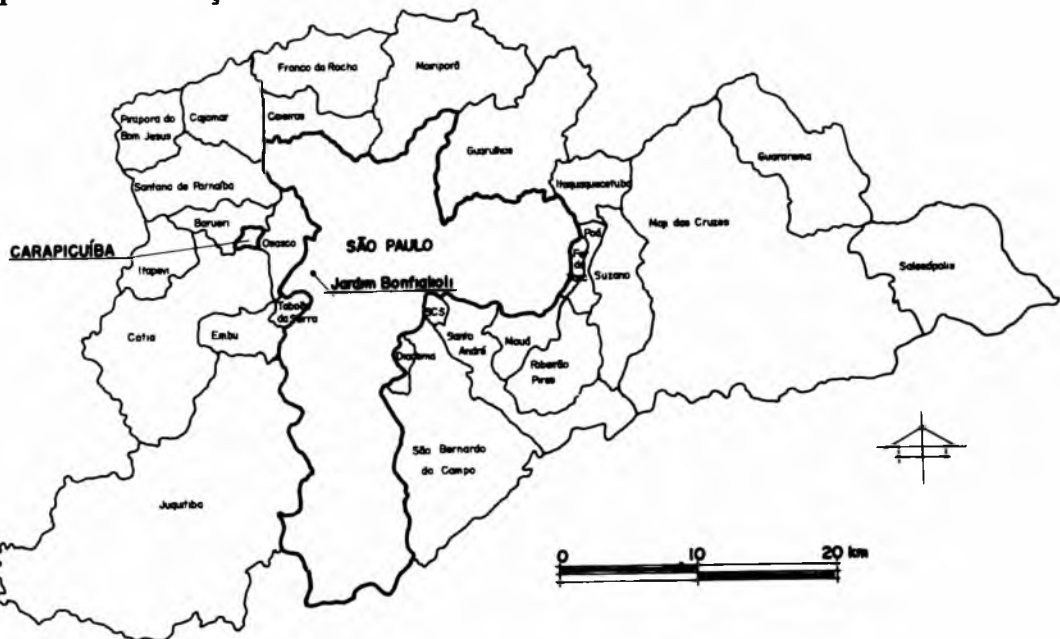 Franco da Rocha
Mairiporã
Pirapora do
Bom Jesus
Cajamar
Caieiras
Guarulhos
Guararema
Santana de Parnaíba
Itaquaquecetuba
Barueri
Osasco
Poá
Moji das Cruzes
CARAPICUÍBA
SÃO PAULO
Suzano
Salesópolis
Itapevi
Jardim Bonfiglioli
Taboão
da Serra
SCS
Cotia
Embu
Santo
André
Mauá
Diadema
Ribeirão
Pires
São Bernardo
do Campo
Juquitiba
0 10 20 km